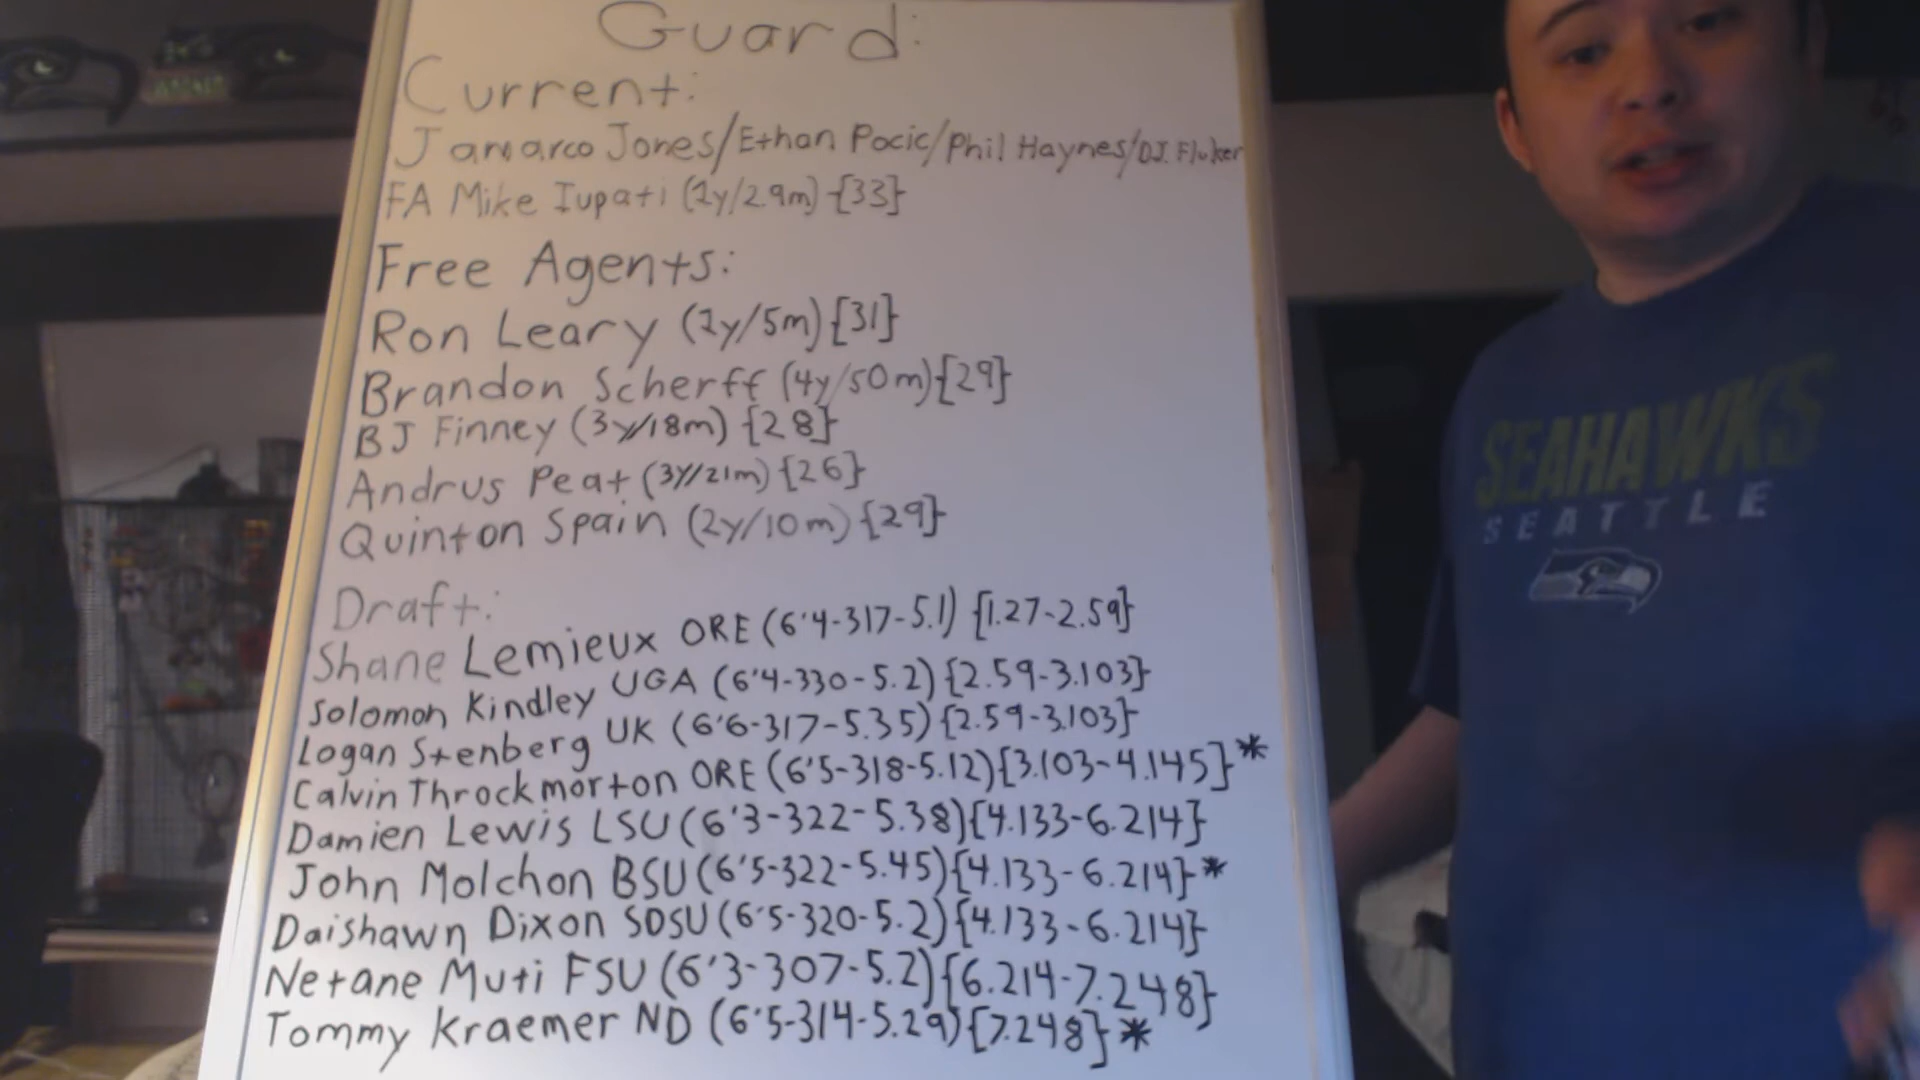 Guard:
Current:
Jamarco Jones/Ethan Pocic/Phil Haynes/DJ. Fluker
FA Mike Iupati (1y/2.9m) {33}
Free Agents:
Ron Leary (2y/5m) {31}
Brandon Scherff (4y/50m) {29}
BJ Finney (3y/18m) {28}
Andrus Peat (3y/21m) {26}
Quinton Spain (2y/10m) {29}
Draft:
Shane Lemieux ORE (6'4-317-5.1) {1.27-2.59}
Solomon Kindley UGA (6'4-330-5.2) {2.59-3.103}
Logan Stenberg UK (6'6-317-5.35) {2.59-3.103}
Calvin Throckmorton ORE (6'5-318-5.12) {3.103-4.145} *
Damien Lewis LSU (6'3-322-5.38) {4.133-6.214}
John Molchon BSU (6'5-322-5.45) {4.133-6.214} *
Daishawn Dixon SDSU (6'5-320-5.2) {4.133-6.214}
Netane Muti FSU (6'3-307-5.2) {6.214-7.248}
Tommy Kraemer ND (6'5-314-5.29) {7.248} *
SEAHAWKS
SEATTLE